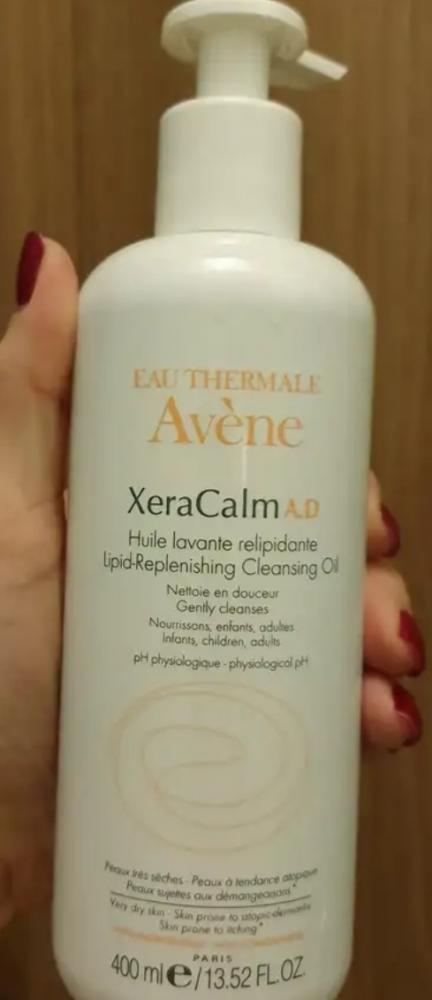 EAU THERMALE
Avène
XeraCalm A.D
Huile lavante relipidante
Lipid-Replenishing Cleansing Oil
Nettoie en douceur
Gently cleanses
Nourrissons, enfants, adultes
Infants, children, adults
pH physiologique - physiological pH
Peaux très sèches - Peaux à tendance atopique
Peaux sujettes aux démangeaisons*
Very dry skin - Skin prone to atopic dermatitis
Skin prone to itching*
PARIS
400 ml e / 13.52 FL.OZ.